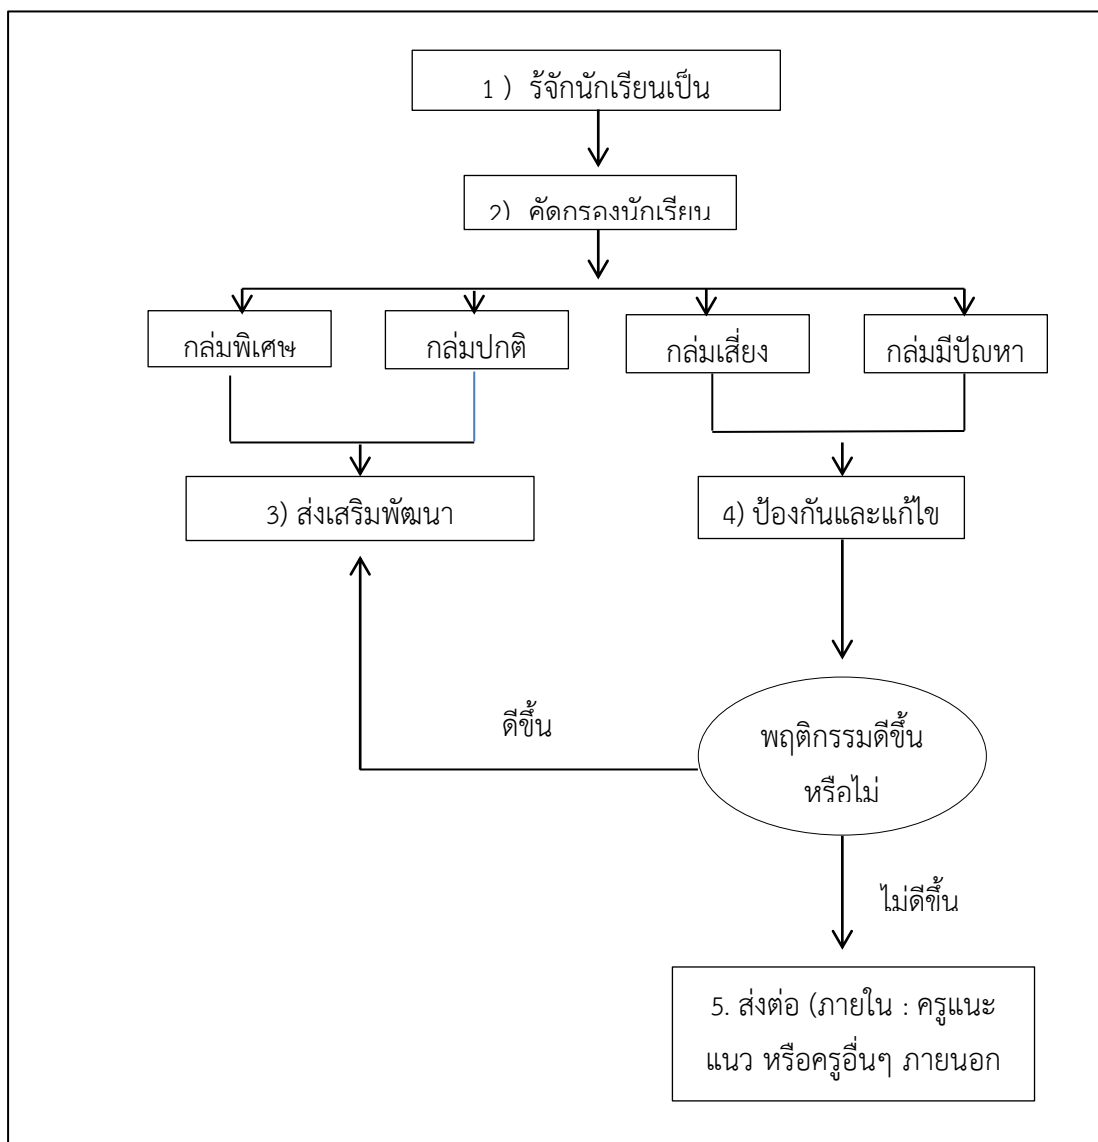 1 )  รู้จักนักเรียนเป็น
2)  คัดกรองนักเรียน
กลุ่มพิเศษ
กลุ่มปกติ
กลุ่มเสี่ยง
กลุ่มมีปัญหา
3) ส่งเสริมพัฒนา
4) ป้องกันและแก้ไข
ดีขึ้น
พฤติกรรมดีขึ้น
หรือไม่
ไม่ดีขึ้น
5. ส่งต่อ (ภายใน : ครูแนะ
แนว หรือครูอื่นๆ ภายนอก